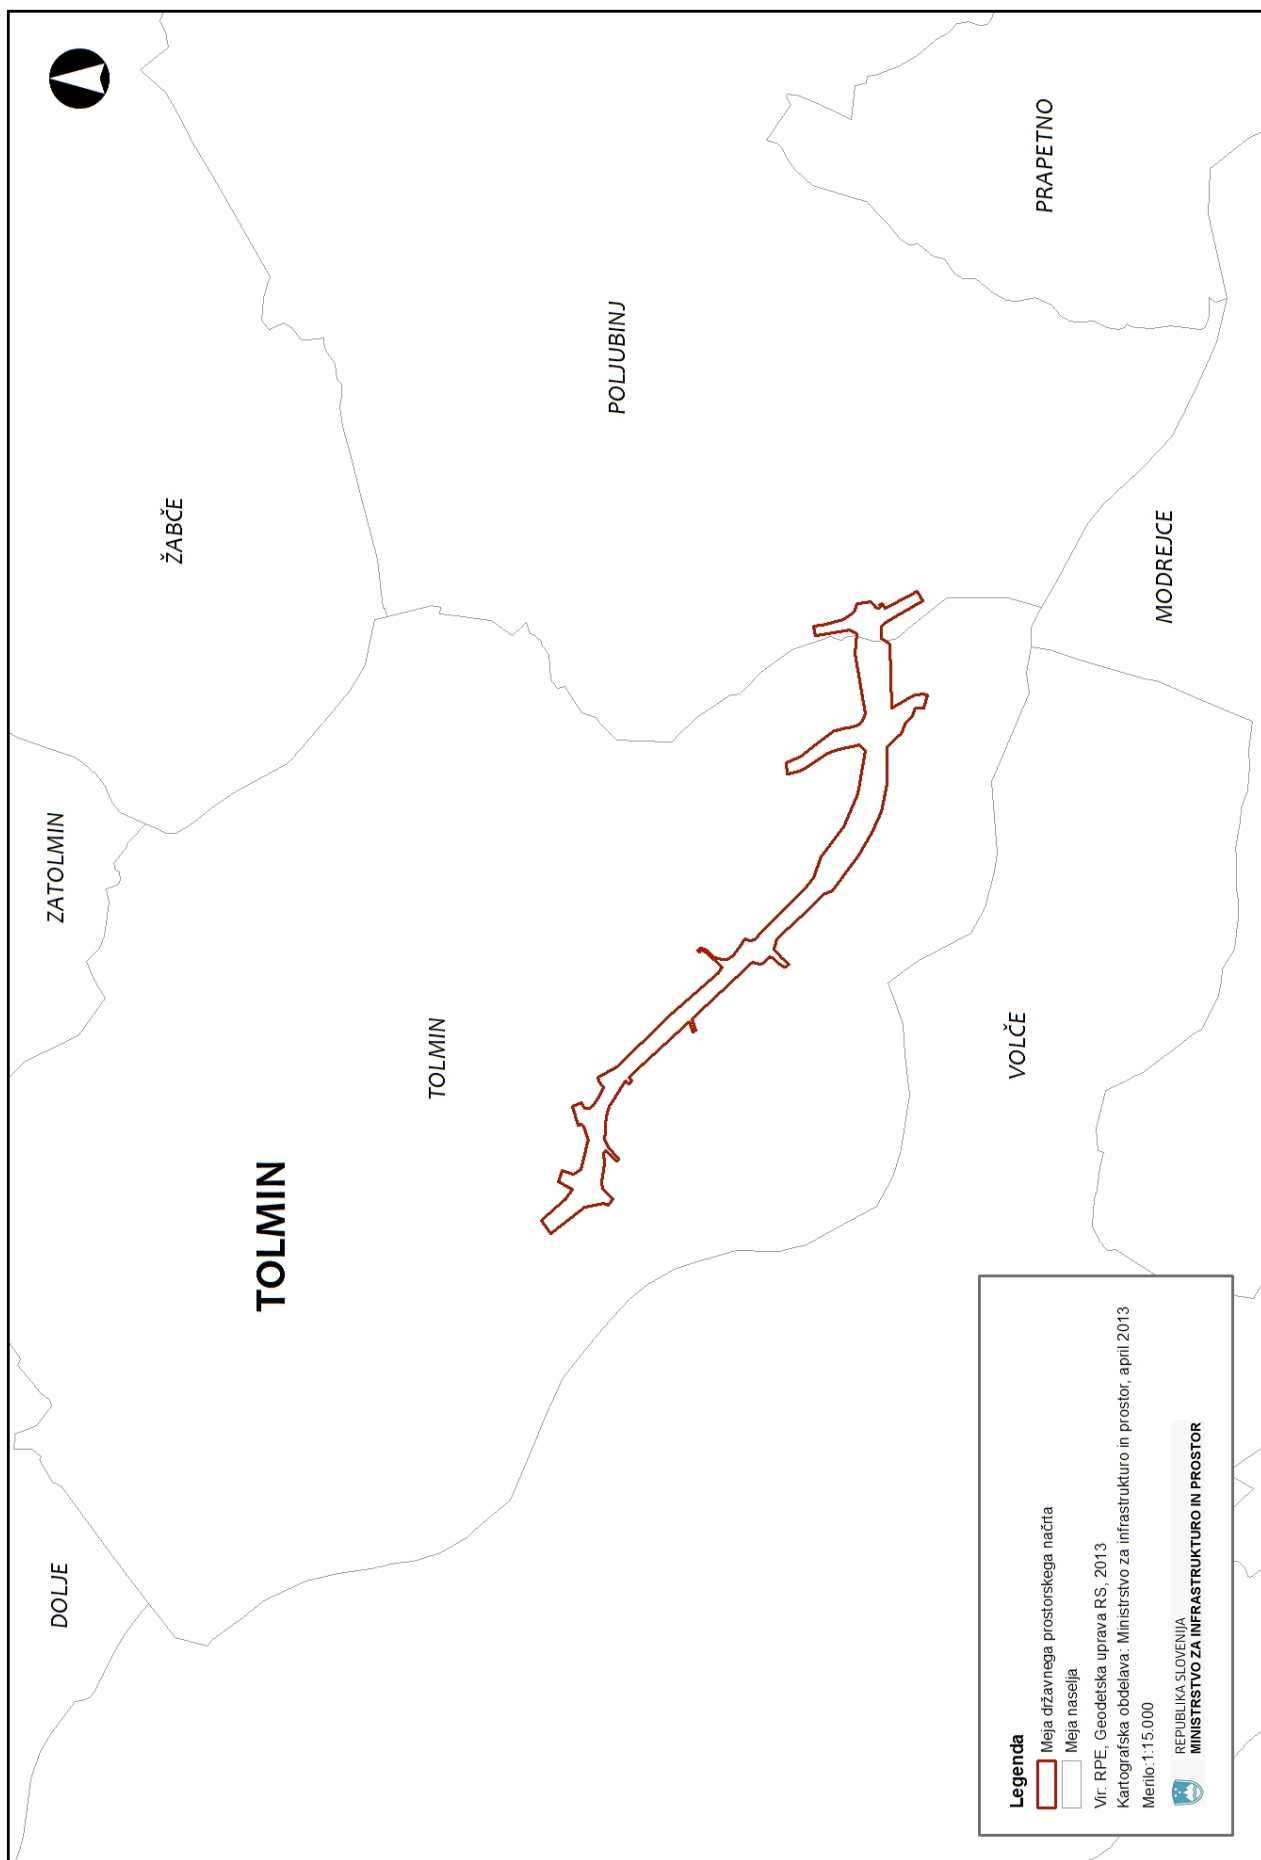 DOLJE
ZATOLMIN
ŽABČE
TOLMIN
TOLMIN
POLJUBINJ
PRAPETNO
VOLČE
MODREJCE
Legenda
Meja državnega prostorskega načrta
Meja naselja
Vir: RPE, Geodetska uprava RS, 2013
Kartografska obdelava: Ministrstvo za infrastrukturo in prostor, april 2013
Merilo:1:15.000
REPUBLIKA SLOVENIJA
MINISTRSTVO ZA INFRASTRUKTURO IN PROSTOR